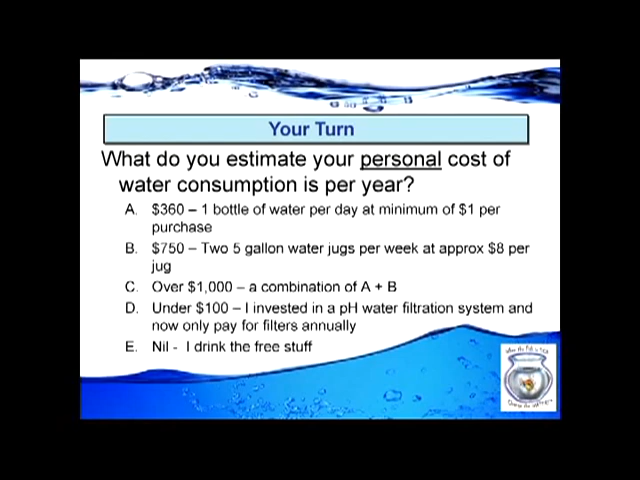 Your Turn
What do you estimate your personal cost of
water consumption is per year?
A. $360 – 1 bottle of water per day at minimum of $1 per
purchase
B. $750 – Two 5 gallon water jugs per week at approx $8 per
jug
C. Over $1,000 – a combination of A + B
D. Under $100 – I invested in a pH water filtration system and
now only pay for filters annually
E. Nil - I drink the free stuff